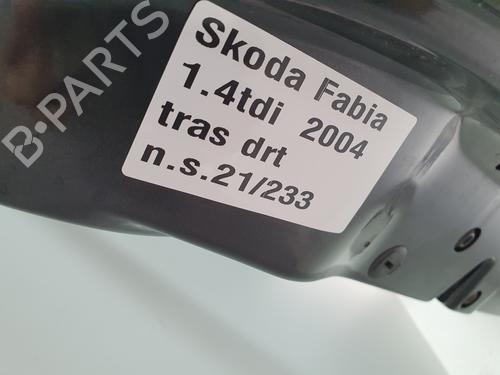 B-PARTS
Skoda Fabia
1.4tdi 2004
tras drt
n.s.21/233